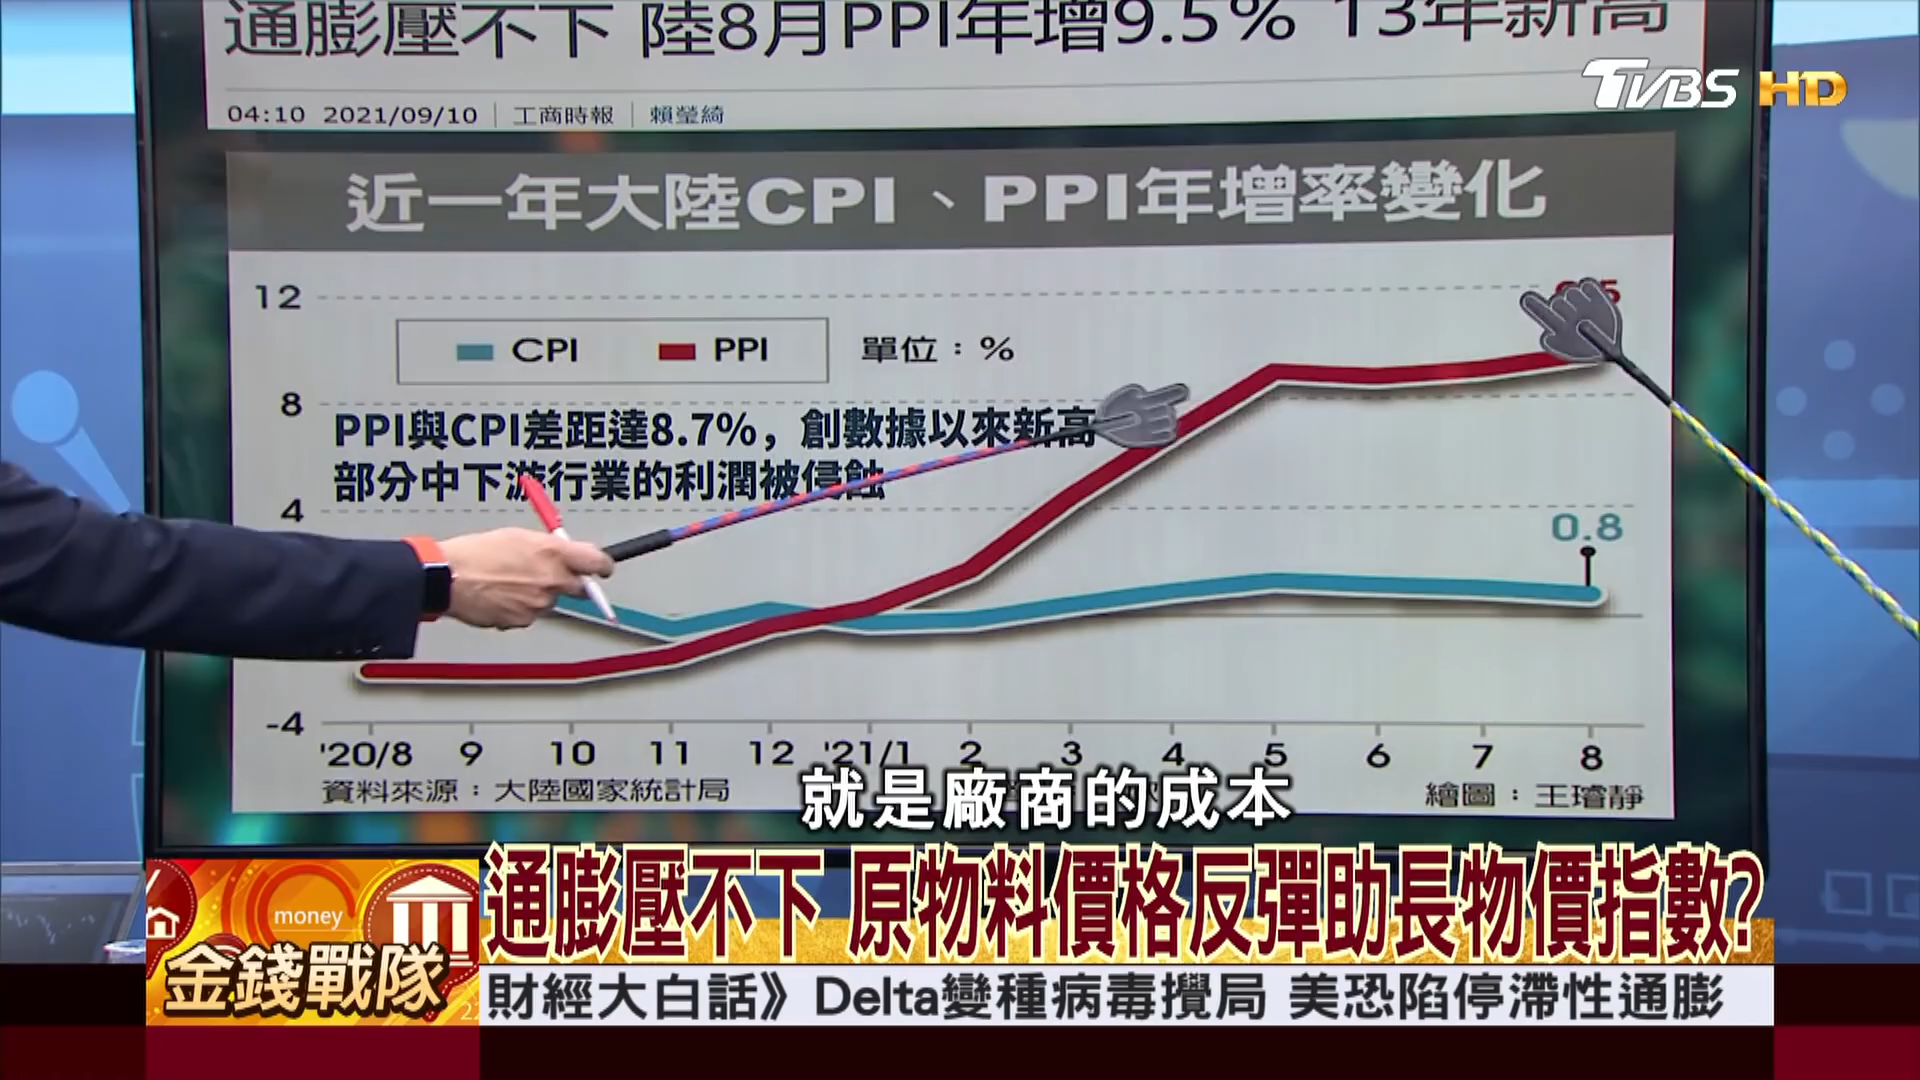 通膨壓不下 陸8月PPI年增9.5% 13年新高
TVBS HD
04:10 2021/09/10 | 工商時報 | 賴瑩綺
近一年大陸CPI、PPI年增率變化
12
CPI PPI 單位：%
8
PPI與CPI差距達8.7%，創數據以來新高
部分中下游行業的利潤被侵蝕
4
0.8
-4
'20/8 9 10 11 12 '21/1 2 3 4 5 6 7 8
資料來源：大陸國家統計局
繪圖：王璿靜
就是廠商的成本
money
金錢戰隊
通膨壓不下 原物料價格反彈助長物價指數?
財經大白話》Delta變種病毒攪局 美恐陷停滯性通膨